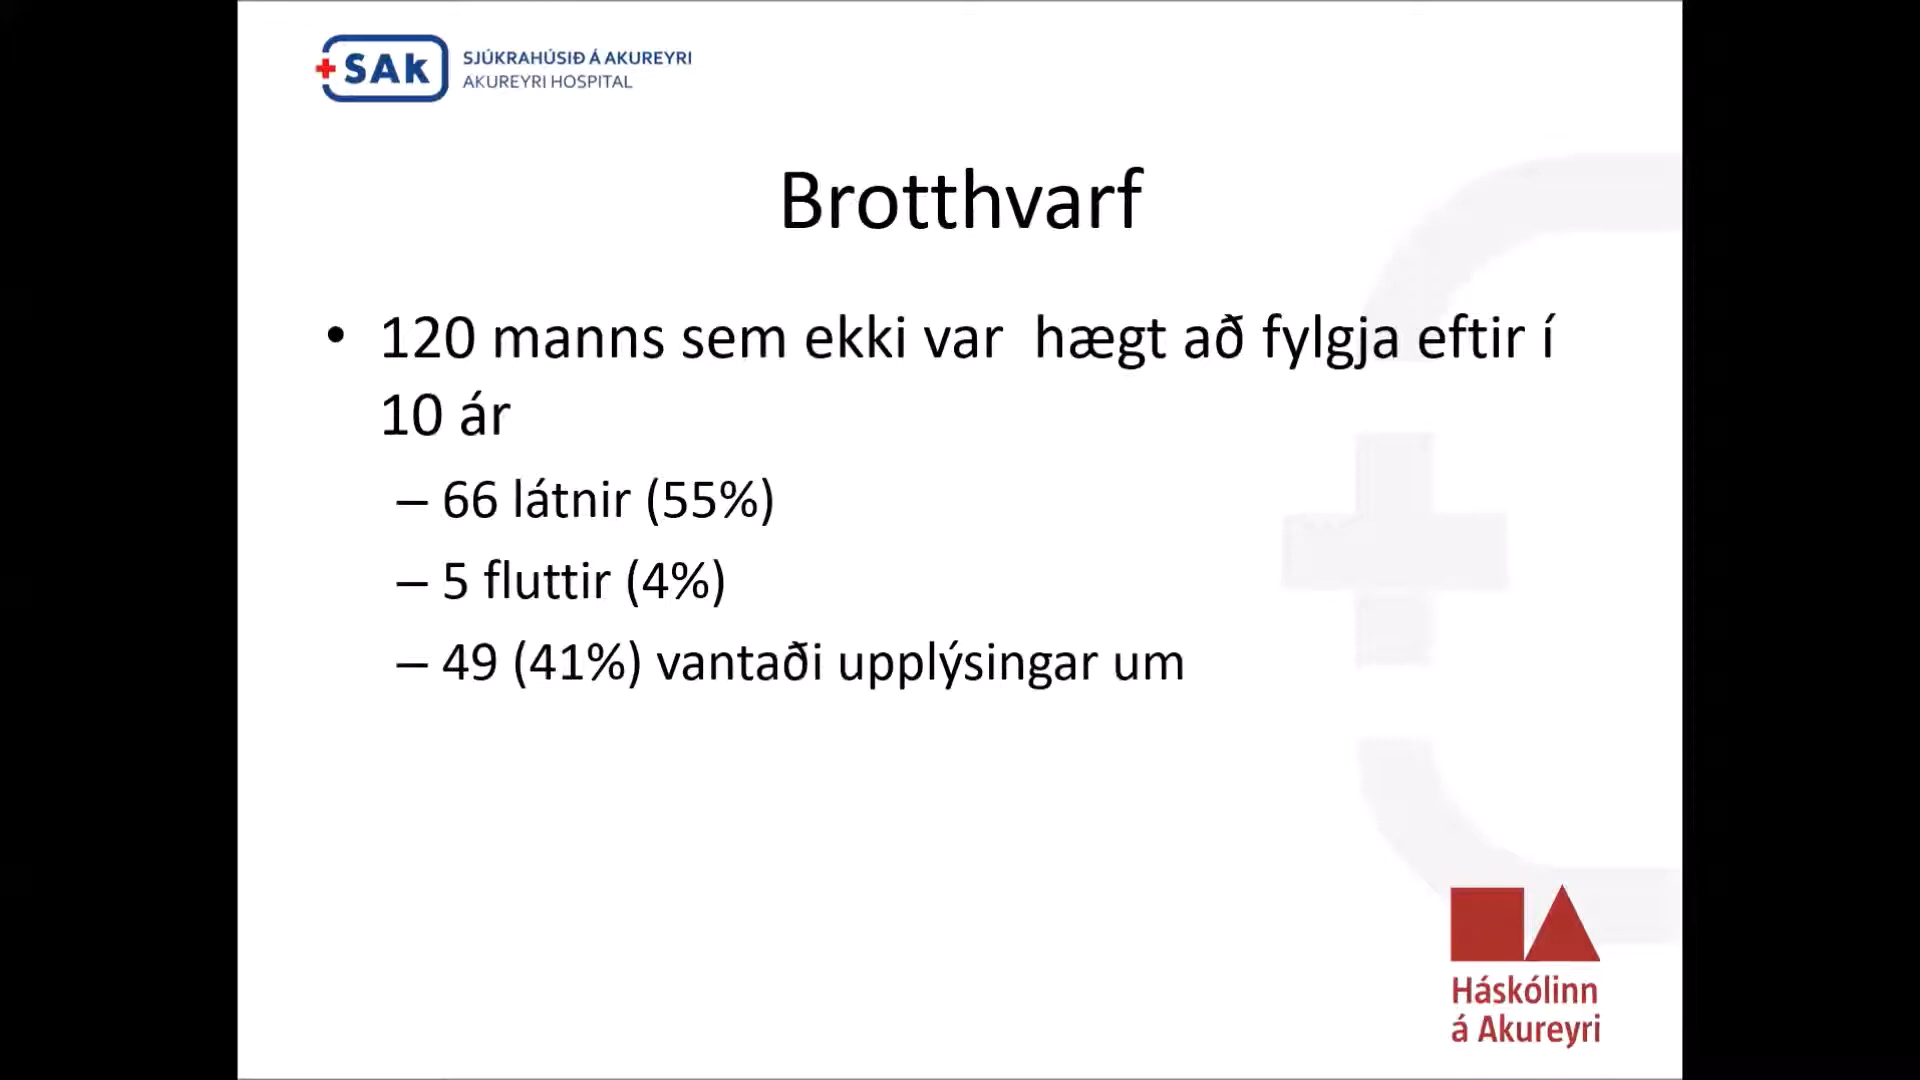 SAk
SJÚKRAHÚSIÐ Á AKUREYRI
AKUREYRI HOSPITAL
Brotthvarf
• 120 manns sem ekki var hægt að fylgja eftir í
10 ár
– 66 látnir (55%)
– 5 fluttir (4%)
– 49 (41%) vantaði upplýsingar um
Háskólinn
á Akureyri